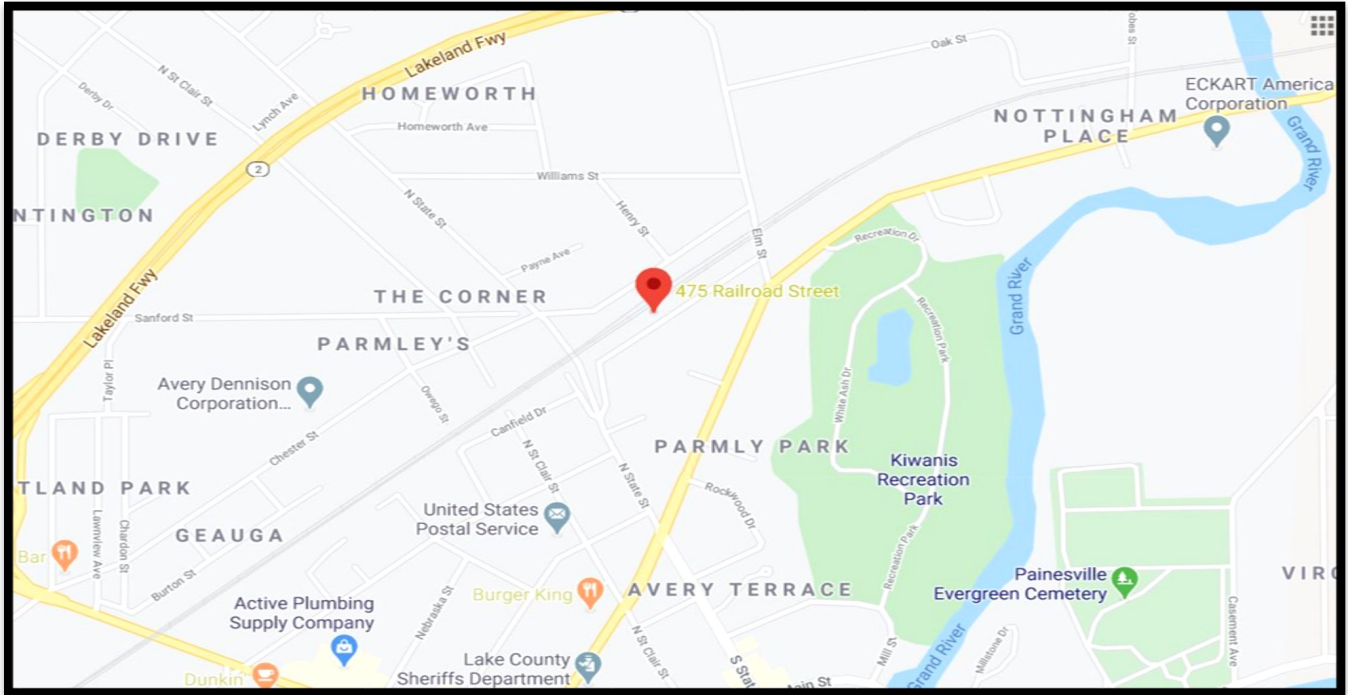 Oak St
obes St
Lakeland Fwy
N St Clair St
Derby Dr
Lynch Ave
HOMEWORTH
Homeworth Ave
ECKART America
Corporation
NOTTINGHAM
PLACE
Grand River
DERBY DRIVE
2
Williams St
NTINGTON
N State St
Henry St
Elm St
Recreation Dr
Payne Ave
Grand River
Lakeland Fwy
THE CORNER
475 Railroad Street
Sanford St
Recreation Park
PARMLEY'S
Taylor Pl
Avery Dennison
Corporation...
Owego St
White Ash Dr
Canfield Dr
Chester St
PARMLY PARK
Kiwanis
Recreation
Park
N St Clair St
N State St
TLAND PARK
Rockwood Dr
United States
Postal Service
Lawnview Ave
Chardon St
GEAUGA
Bar
Recreation Park
Painesville
Evergreen Cemetery
VIRG
Burton St
Burger King
AVERY TERRACE
Active Plumbing
Supply Company
Nebraska St
N St Clair St
Casement Ave
Mill St
Grand River
Millstone Dr
Lake County
Sheriffs Department
S Stat
Dunkin
ain St